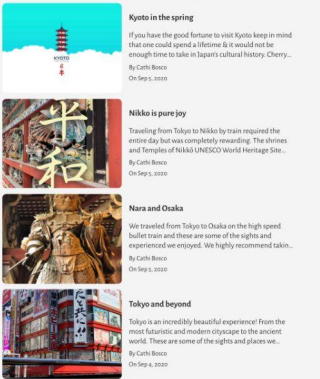 Kyoto in the spring
If you have the good fortune to visit Kyoto keep in mind
that one could spend a lifetime & it would not be
enough time to take in Japan's cultural history. Cherry...
By Cathi Bosco
On Sep 5, 2020
KYOTO
Nikko is pure joy
Traveling from Tokyo to Nikko by train required the
entire day but was completely rewarding. The shrines
and Temples of Nikkō UNESCO World Heritage Site...
By Cathi Bosco
On Sep 5, 2020
平
和
Nara and Osaka
We traveled from Tokyo to Osaka on the high speed
bullet train and these are some of the sights and
experienced we enjoyed. We highly recommend takin...
By Cathi Bosco
On Sep 5, 2020
Tokyo and beyond
Tokyo is an incredibly beautiful experience! From the
most futuristic and modern cityscape to the ancient
world. These are some of the sights and places we...
By Cathi Bosco
On Sep 4, 2020